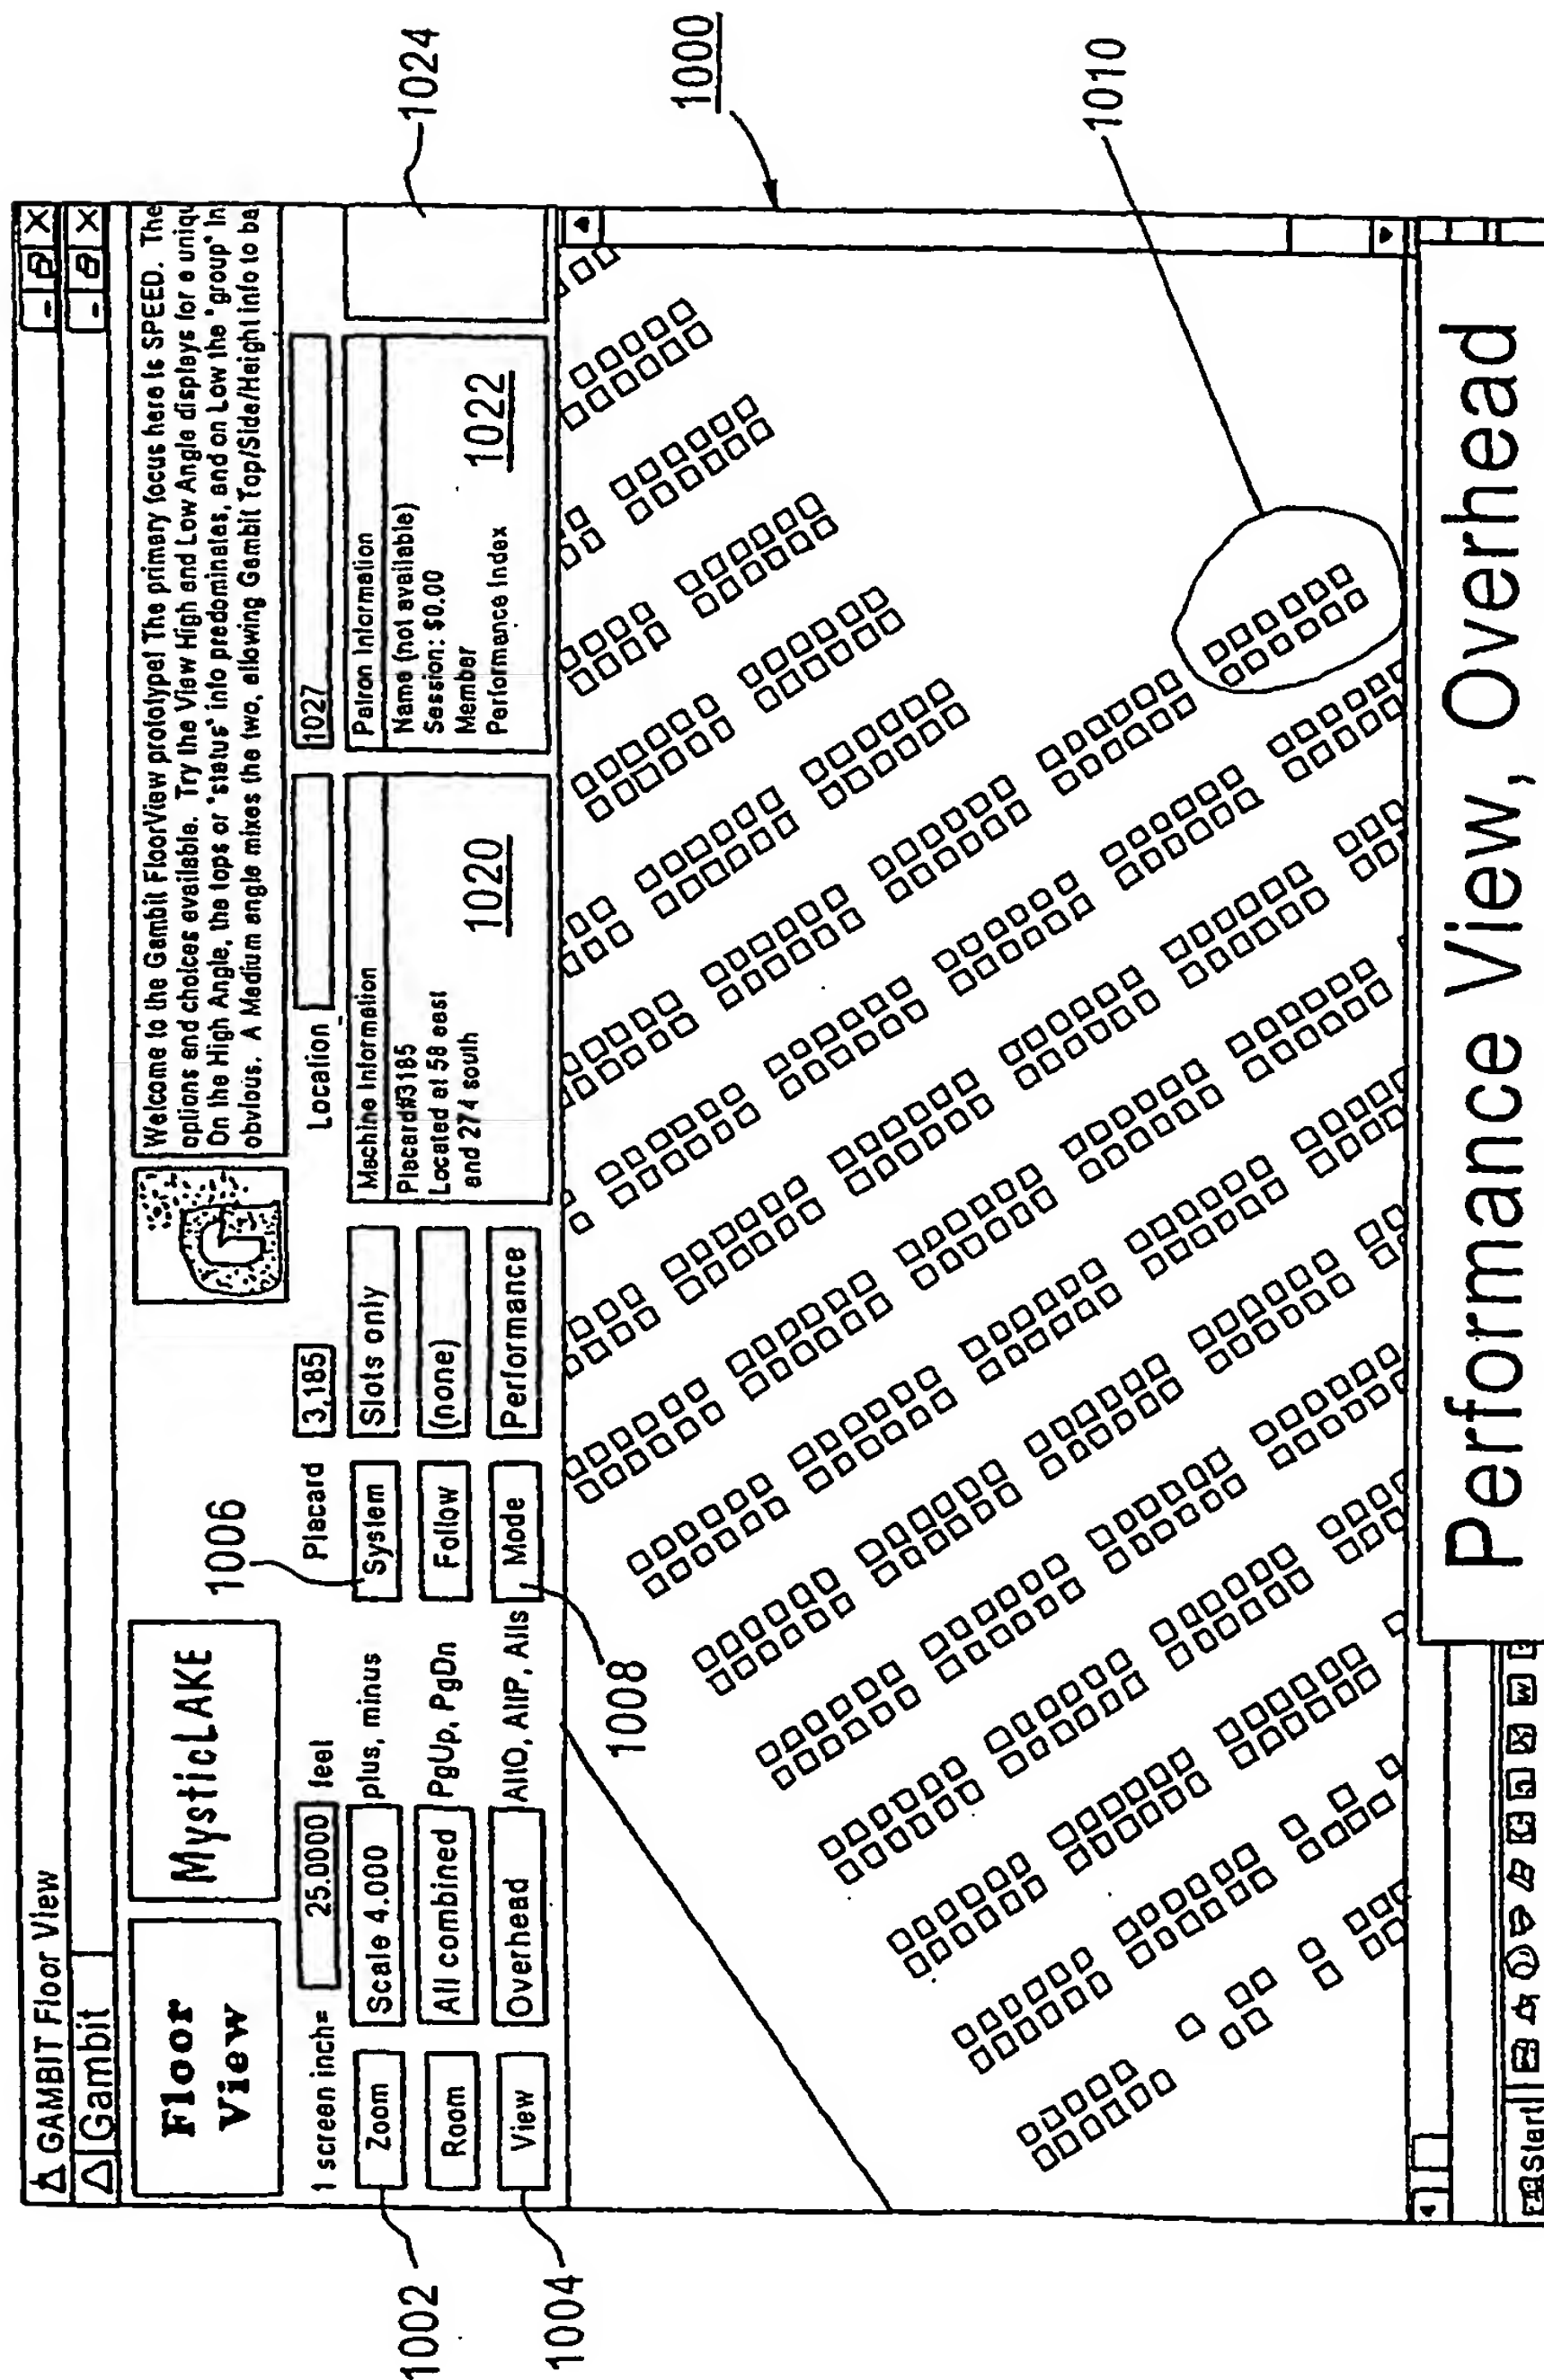 GAMBIT Floor View
Gambit
Floor
View
MysticLAKE
Welcome to the Gambit FloorView prototype! The primary focus here is SPEED. The
options and choices available. Try the View High and Low Angle displays for a uniqu
On the High Angle, the tops or "status" info predominates, and on Low the "group" in
obvious. A Medium angle mixes the two, allowing Gambit Top/Side/Height info to be
1 screen inch= 25.0000 feet
Placard 3,185
Location
1027
Zoom Scale 4.000 plus, minus
System Slots only
Room All combined PgUp, PgDn
Follow (none)
View Overhead AltO, AltP, Alts
Mode Performance
Machine Information
Placard#3185
Located at 58 east
and 274 south
1020
Patron Information
Name (not available)
Session: $0.00
Member
Performance Index
1022
1024
1000
1010
1002
1004
1006
1008
Start
Performance View, Overhead